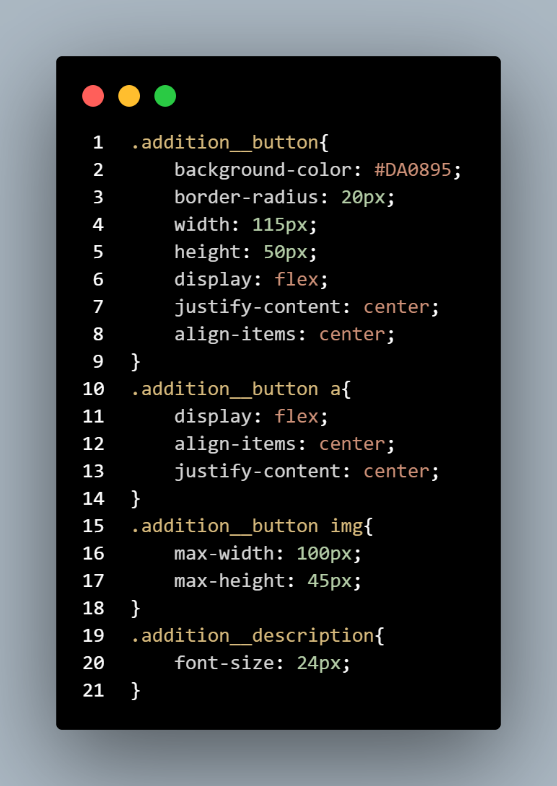 1 .addition__button{
2     background-color: #DA0895;
3     border-radius: 20px;
4     width: 115px;
5     height: 50px;
6     display: flex;
7     justify-content: center;
8     align-items: center;
9 }
10 .addition__button a{
11     display: flex;
12     align-items: center;
13     justify-content: center;
14 }
15 .addition__button img{
16     max-width: 100px;
17     max-height: 45px;
18 }
19 .addition__description{
20     font-size: 24px;
21 }